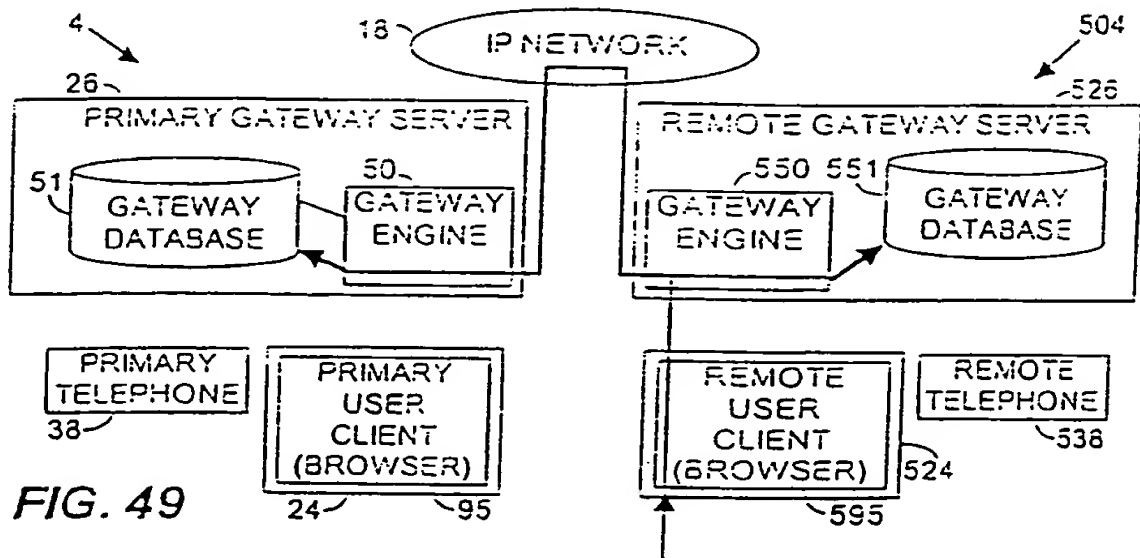 4
18
IP NETWORK
504
26
PRIMARY GATEWAY SERVER
51
GATEWAY
DATABASE
50
GATEWAY
ENGINE
526
REMOTE GATEWAY SERVER
550
GATEWAY
ENGINE
551
GATEWAY
DATABASE
PRIMARY
TELEPHONE
38
PRIMARY
USER
CLIENT
(BROWSER)
24
95
REMOTE
USER
CLIENT
(BROWSER)
524
595
REMOTE
TELEPHONE
538
FIG. 49